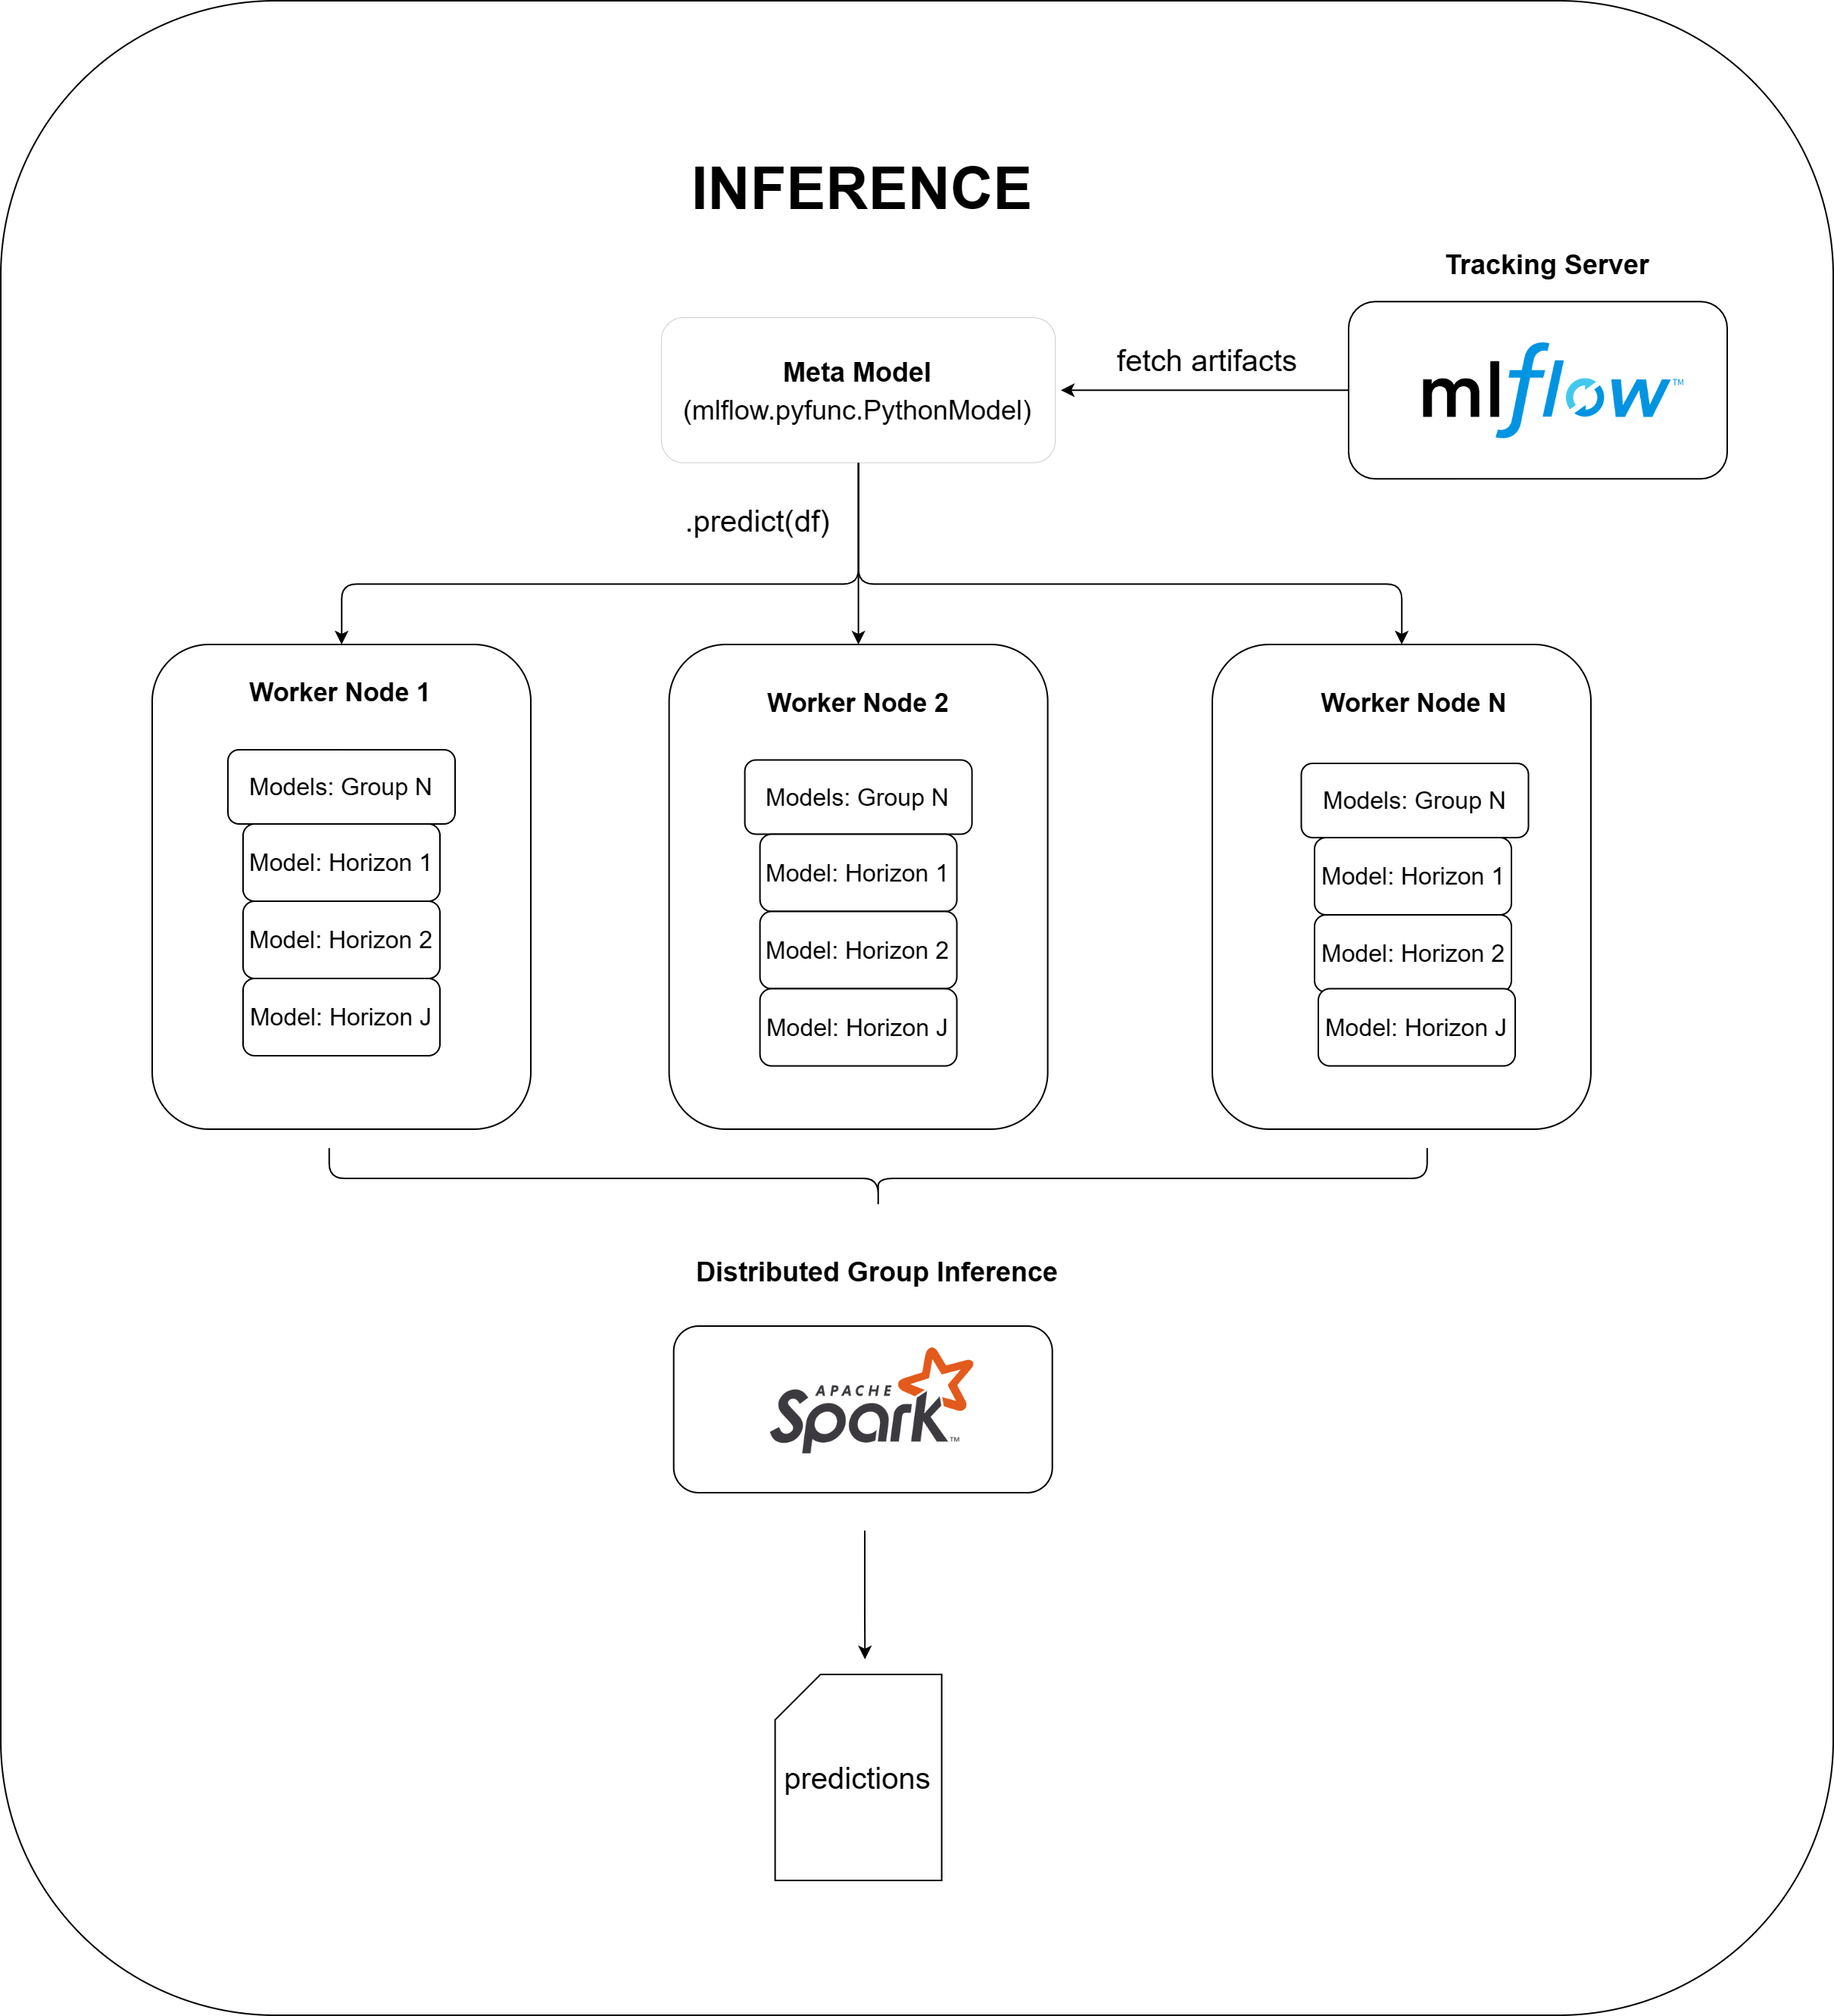 INFERENCE
Tracking Server
mlflow™
Meta Model
(mlflow.pyfunc.PythonModel)
fetch artifacts
.predict(df)
Worker Node 1
Models: Group N
Model: Horizon 1
Model: Horizon 2
Model: Horizon J
Worker Node 2
Models: Group N
Model: Horizon 1
Model: Horizon 2
Model: Horizon J
Worker Node N
Models: Group N
Model: Horizon 1
Model: Horizon 2
Model: Horizon J
Distributed Group Inference
APACHE
Spark™
predictions